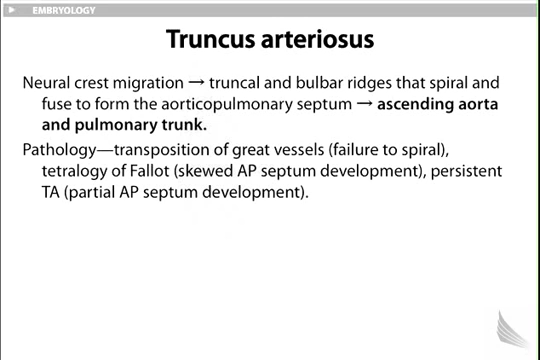 EMBRYOLOGY
Truncus arteriosus
Neural crest migration → truncal and bulbar ridges that spiral and
fuse to form the aorticopulmonary septum → ascending aorta
and pulmonary trunk.
Pathology—transposition of great vessels (failure to spiral),
tetralogy of Fallot (skewed AP septum development), persistent
TA (partial AP septum development).